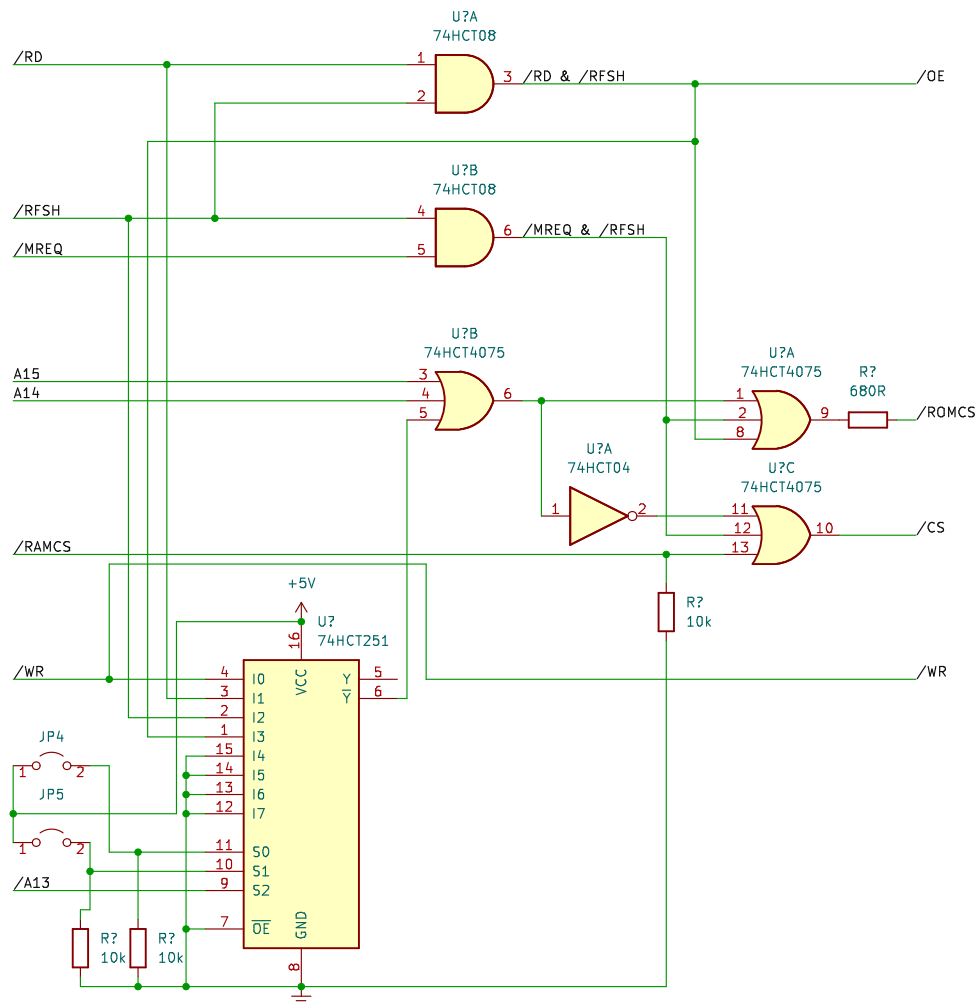 U?A
74HCT08
/RD
1
2
3
/RD & /RFSH
/OE
U?B
74HCT08
/RFSH
4
/MREQ
5
6
/MREQ & /RFSH
U?B
74HCT4075
A15
3
A14
4
5
6
U?A
74HCT4075
1
2
8
9
R?
680R
/ROMCS
U?A
74HCT04
1
2
U?C
74HCT4075
11
12
13
10
/CS
/RAMCS
R?
10k
+5V
U?
74HCT251
16
VCC
/WR
4 I0
3 I1
2 I2
1 I3
15 I4
14 I5
13 I6
12 I7
11 S0
10 S1
9 S2
7 OE
Y 5
Y 6
GND
8
/WR
JP4
1 2
JP5
1 2
/A13
R?
10k
R?
10k